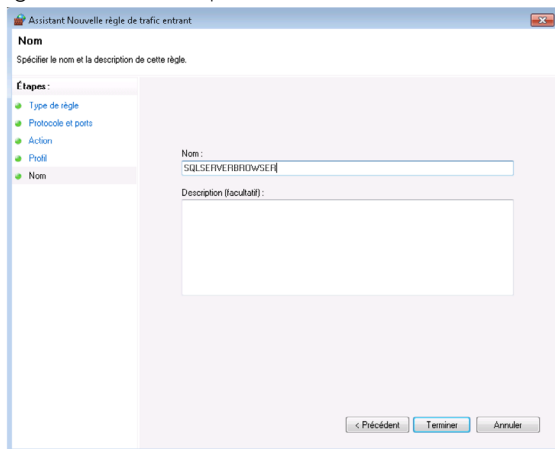 Assistant Nouvelle règle de trafic entrant
Nom
Spécifier le nom et la description de cette règle.
Étapes :
Type de règle
Protocole et ports
Action
Profil
Nom
Nom :
SQLSERVERBROWSER
Description (facultatif) :
< Précédent
Terminer
Annuler